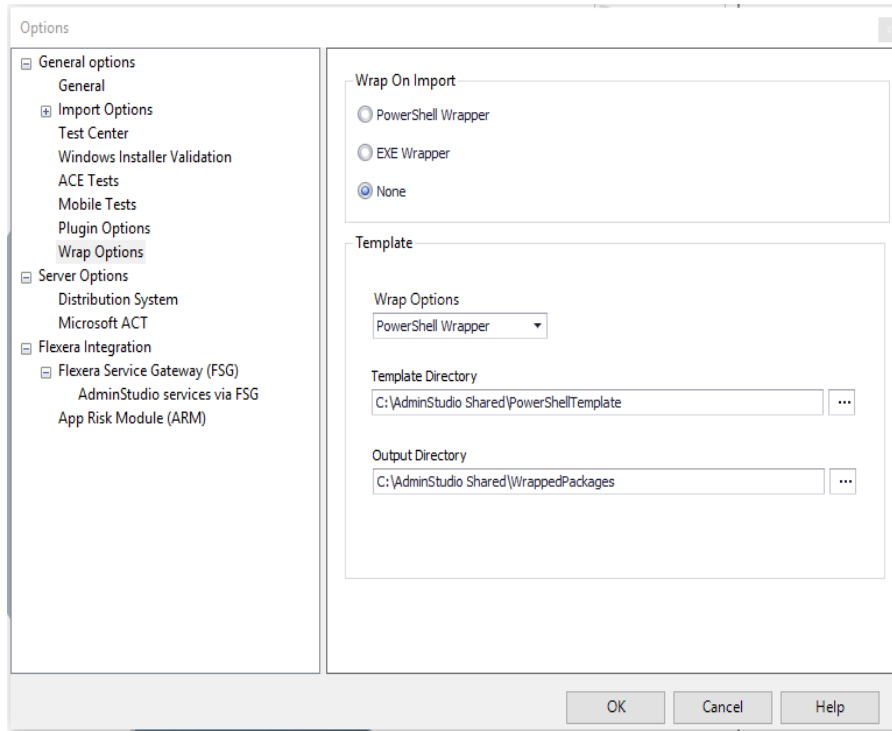 Options
General options
General
Import Options
Test Center
Windows Installer Validation
ACE Tests
Mobile Tests
Plugin Options
Wrap Options
Server Options
Distribution System
Microsoft ACT
Flexera Integration
Flexera Service Gateway (FSG)
AdminStudio services via FSG
App Risk Module (ARM)
Wrap On Import
PowerShell Wrapper
EXE Wrapper
None
Template
Wrap Options
PowerShell Wrapper
Template Directory
C:\AdminStudio Shared\PowerShellTemplate
...
Output Directory
C:\AdminStudio Shared\WrappedPackages
...
OK Cancel Help